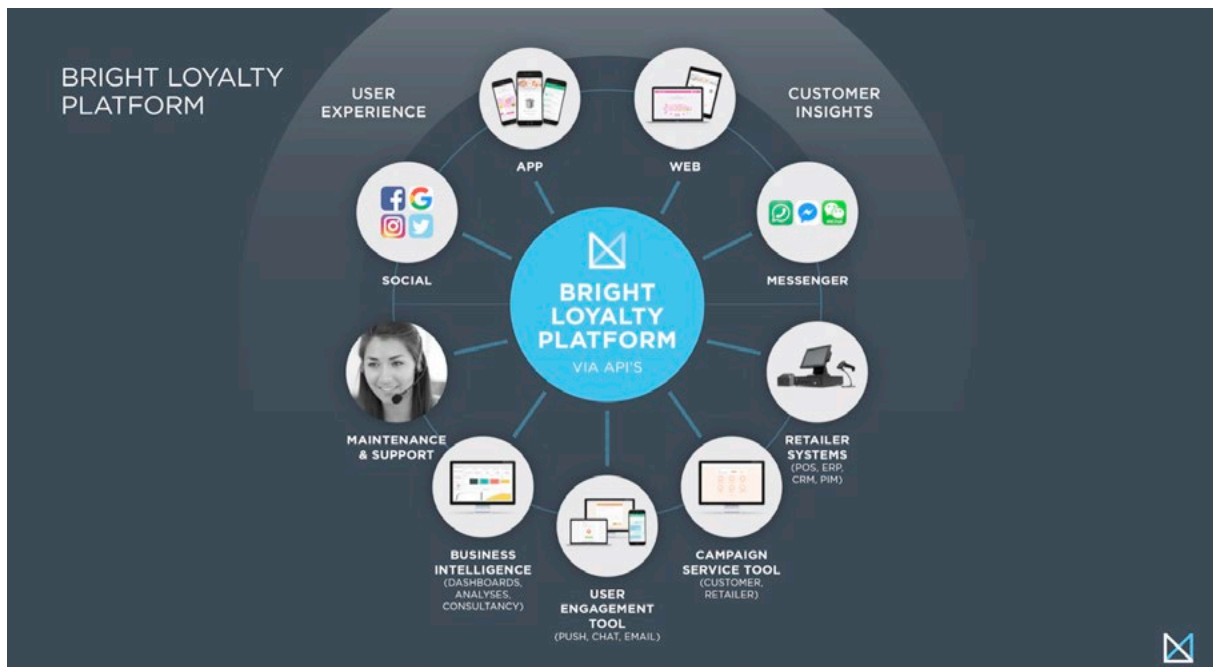 BRIGHT LOYALTY
PLATFORM
USER
EXPERIENCE
CUSTOMER
INSIGHTS
APP
WEB
SOCIAL
MESSENGER
BRIGHT
LOYALTY
PLATFORM
VIA API'S
MAINTENANCE
& SUPPORT
RETAILER
SYSTEMS
(POS, ERP,
CRM, PIM)
BUSINESS
INTELLIGENCE
(DASHBOARDS,
ANALYSES,
CONSULTANCY)
USER
ENGAGEMENT
TOOL
(PUSH, CHAT, EMAIL)
CAMPAIGN
SERVICE TOOL
(CUSTOMER,
RETAILER)